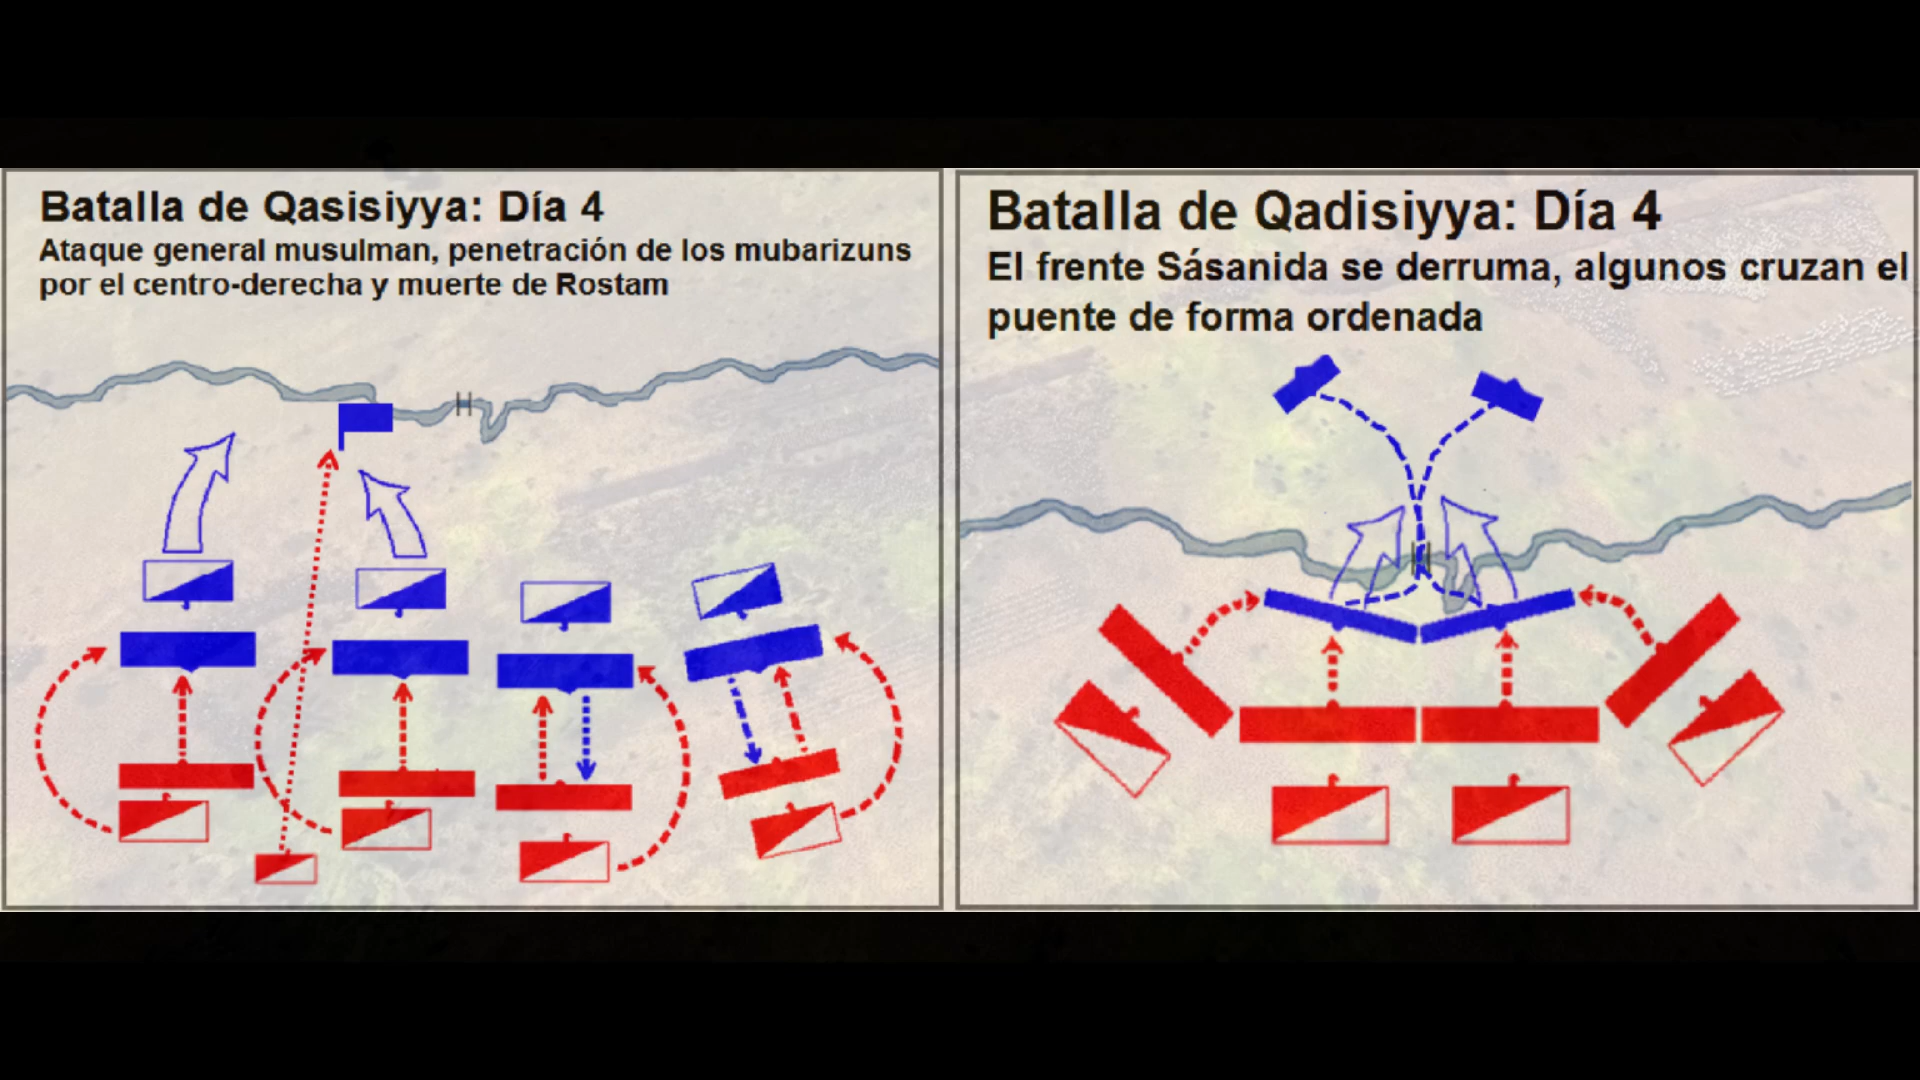 Batalla de Qasisiyya: Día 4
Ataque general musulman, penetración de los mubarizuns
por el centro-derecha y muerte de Rostam
Batalla de Qadisiyya: Día 4
El frente Sásanida se derruma, algunos cruzan el
puente de forma ordenada